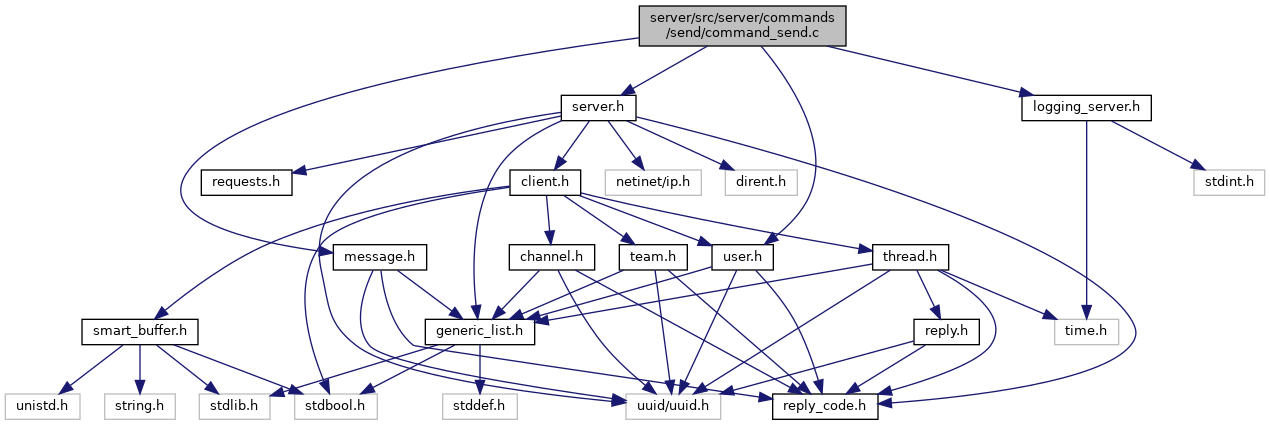 server/src/server/commands
/send/command_send.c
server.h
logging_server.h
requests.h
client.h
netinet/ip.h
dirent.h
stdint.h
message.h
channel.h
team.h
user.h
thread.h
smart_buffer.h
generic_list.h
reply.h
time.h
unistd.h
string.h
stdlib.h
stdbool.h
stddef.h
uuid/uuid.h
reply_code.h